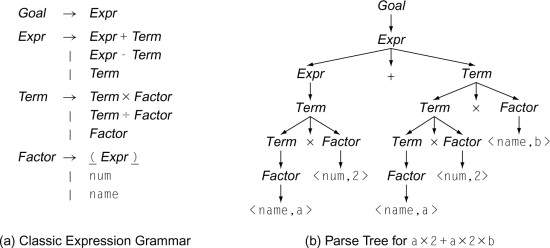 Goal → Expr
Expr → Expr + Term
| Expr - Term
| Term
Term → Term × Factor
| Term ÷ Factor
| Factor
Factor → ( Expr )
| num
| name
(a) Classic Expression Grammar
Goal
Expr
Expr + Term
Term Term × Factor
Term × Factor Term × Factor <name,b>
Factor <num,2> Factor <num,2>
<name,a> <name,a>
(b) Parse Tree for a×2+a×2×b